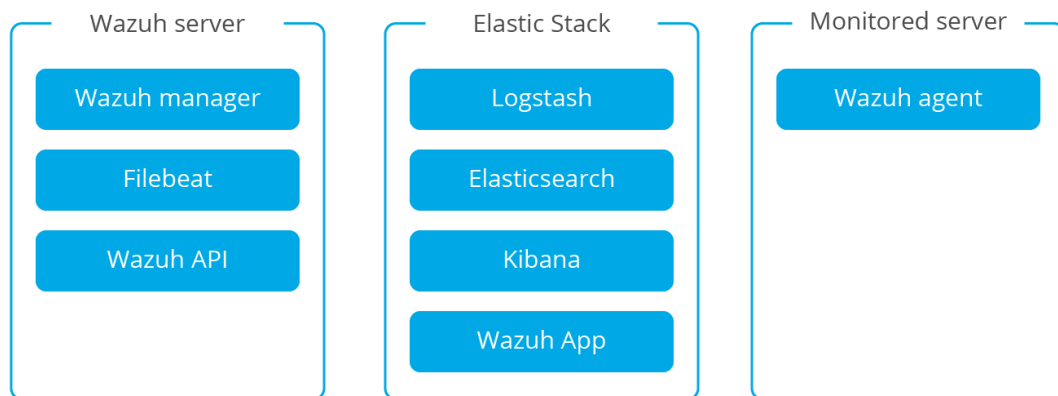 Wazuh server
Wazuh manager
Filebeat
Wazuh API
Elastic Stack
Logstash
Elasticsearch
Kibana
Wazuh App
Monitored server
Wazuh agent